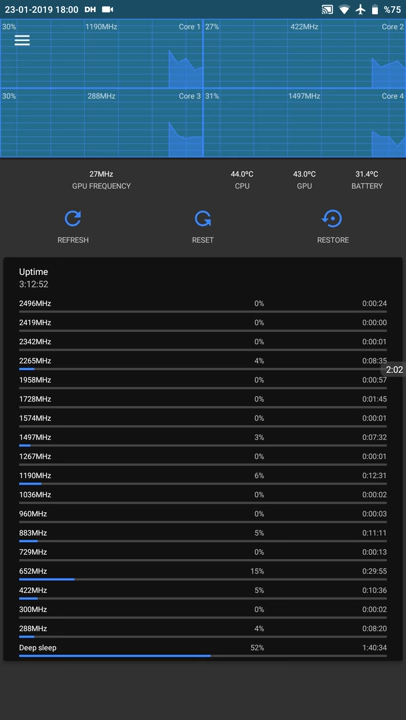 23-01-2019 18:00 DH %75
30% 1190MHz Core 1 27% 422MHz Core 2
30% 288MHz Core 3 31% 1497MHz Core 4
27MHz 44.0ºC 43.0ºC 31.4ºC
GPU FREQUENCY CPU GPU BATTERY
REFRESH RESET RESTORE
Uptime
3:12:52
2496MHz 0% 0:00:24
2419MHz 0% 0:00:00
2342MHz 0% 0:00:01
2265MHz 4% 0:08:35
2:02
1958MHz 0% 0:00:57
1728MHz 0% 0:01:45
1574MHz 0% 0:00:01
1497MHz 3% 0:07:32
1267MHz 0% 0:00:01
1190MHz 6% 0:12:31
1036MHz 0% 0:00:02
960MHz 0% 0:00:03
883MHz 5% 0:11:11
729MHz 0% 0:00:13
652MHz 15% 0:29:55
422MHz 5% 0:10:36
300MHz 0% 0:00:02
288MHz 4% 0:08:20
Deep sleep 52% 1:40:34